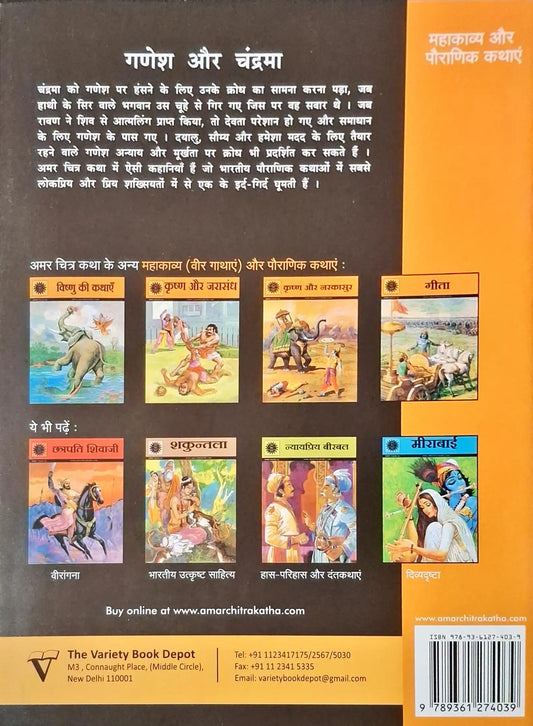 महाकाव्य और
पौराणिक कथाएं
गणेश और चंद्रमा
चंद्रमा को गणेश पर हंसने के लिए उनके क्रोध का सामना करना पड़ा, जब
हाथी के सिर वाले भगवान उस चूहे से गिर गए जिस पर वह सवार थे । जब
रावण ने शिव से आत्मलिंग प्राप्त किया, तो देवता परेशान हो गए और समाधान
के लिए गणेश के पास गए । दयालु, सौम्य और हमेशा मदद के लिए तैयार
रहने वाले गणेश अन्याय और मूर्खता पर क्रोध भी प्रदर्शित कर सकते हैं ।
अमर चित्र कथा में ऐसी कहानियाँ हैं जो भारतीय पौराणिक कथाओं में सबसे
लोकप्रिय और प्रिय शख्सियतों में से एक के इर्द-गिर्द घूमती हैं ।
अमर चित्र कथा के अन्य महाकाव्य (वीर गाथाएं) और पौराणिक कथाएं :
विष्णु की कथाएँ
कृष्ण और जरासंध
कृष्ण और नरकासुर
गीता
ये भी पढ़ें :
छत्रपति शिवाजी
शकुन्तला
न्यायप्रिय बीरबल
मीराबाई
वीरांगना
भारतीय उत्कृष्ट साहित्य
हास-परिहास और दंतकथाएं
दिव्यदृष्टा
Buy online at www.amarchitrakatha.com
www.amarchitrakatha.com
The Variety Book Depot
M3 , Connaught Place, (Middle Circle),
New Delhi 110001
Tel: +91 1123417175/2567/5030
Fax: +91 11 2341 5335
Email: varietybookdepot@gmail.com
ISBN 978-93-6127-403-9
9 789361 274039